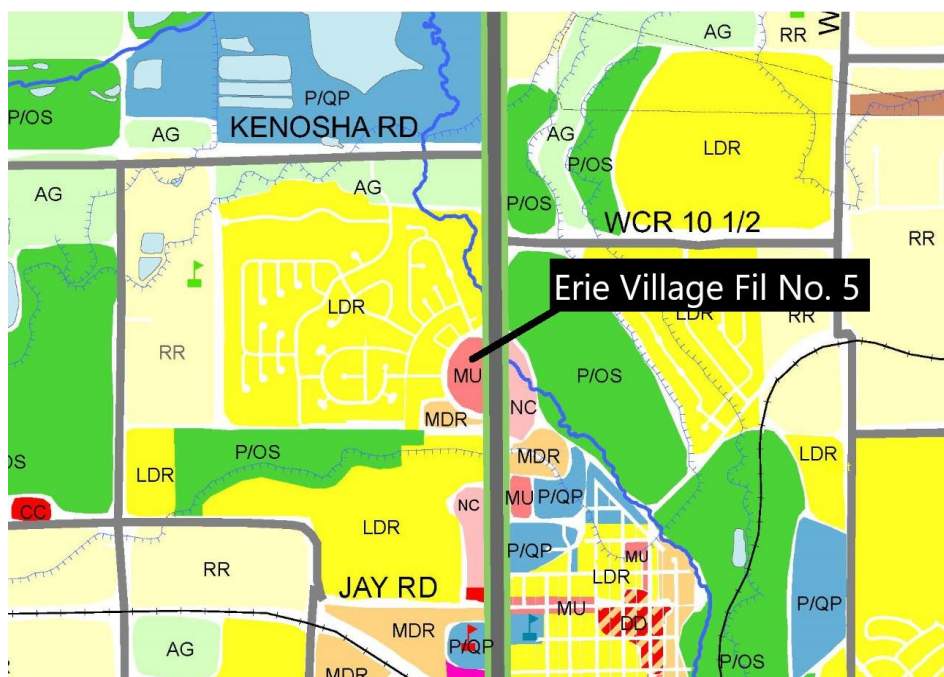 AG
RR
W
P/QP
P/OS
KENOSHA RD
AG
AG
LDR
P/OS
AG
AG
P/OS
WCR 10 1/2
RR
Erie Village Fil No. 5
LDR
LDR
RR
RR
MU
P/OS
NC
MDR
P/OS
LDR
MDR
LDR
OS
NC
MU
P/QP
CC
LDR
P/QP
MU
RR
LDR
JAY RD
MU
DD
P/QP
MDR
P/QP
AG
MDR
P/OS